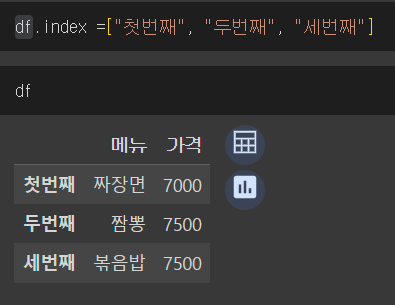 df.index =["첫번째", "두번째", "세번째"]
df
메뉴 가격
첫번째 짜장면 7000
두번째 짬뽕 7500
세번째 볶음밥 7500